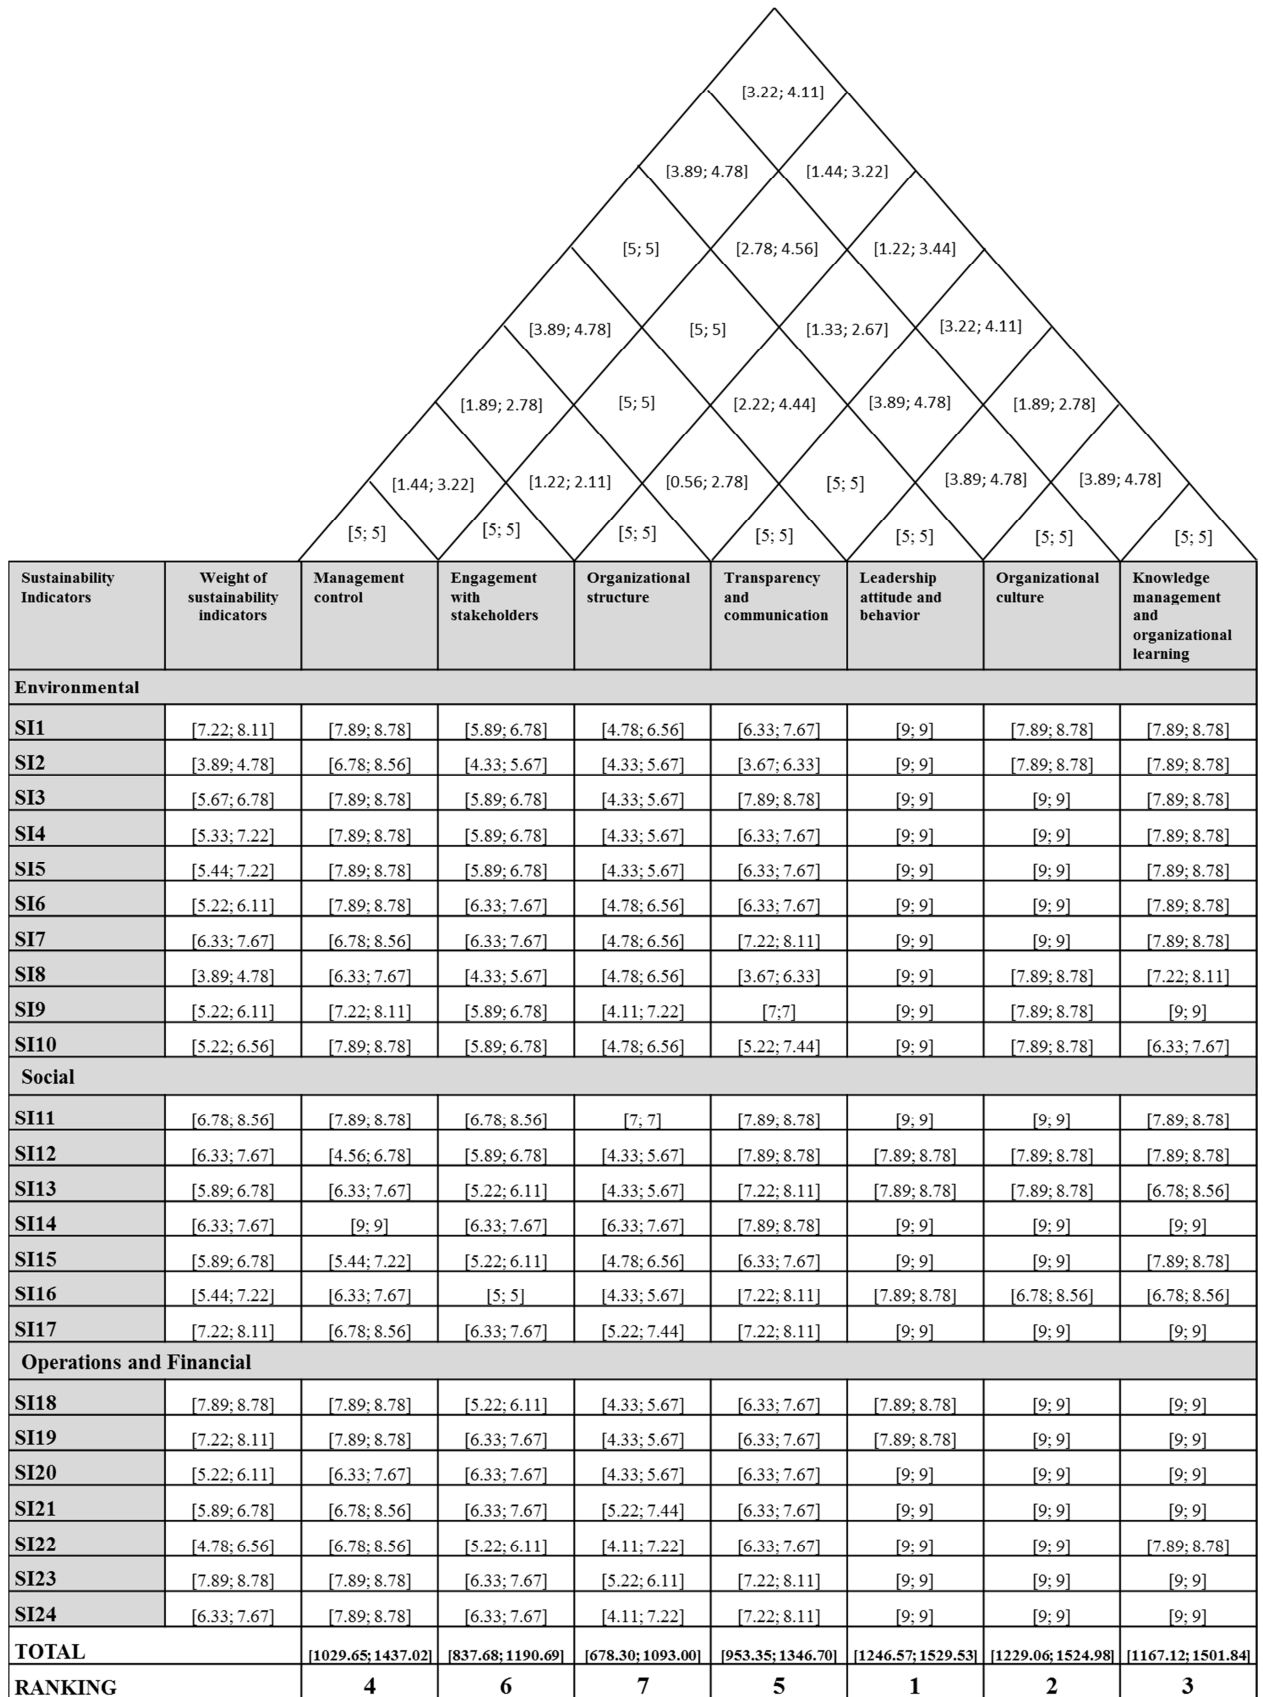 [3.22; 4.11]
[3.89; 4.78] [1.44; 3.22]
[5; 5] [2.78; 4.56] [1.22; 3.44]
[3.89; 4.78] [5; 5] [1.33; 2.67] [3.22; 4.11]
[1.89; 2.78] [5; 5] [2.22; 4.44] [3.89; 4.78] [1.89; 2.78]
[1.44; 3.22] [1.22; 2.11] [0.56; 2.78] [5; 5] [3.89; 4.78] [3.89; 4.78]
[5; 5] [5; 5] [5; 5] [5; 5] [5; 5] [5; 5] [5; 5]
Sustainability Weight of Management Engagement Organizational Transparency Leadership Organizational Knowledge
Indicators sustainability control with structure and attitude and culture management
indicators stakeholders communication behavior and
organizational
learning
Environmental
SI1 [7.22; 8.11] [7.89; 8.78] [5.89; 6.78] [4.78; 6.56] [6.33; 7.67] [9; 9] [7.89; 8.78] [7.89; 8.78]
SI2 [3.89; 4.78] [6.78; 8.56] [4.33; 5.67] [4.33; 5.67] [3.67; 6.33] [9; 9] [7.89; 8.78] [7.89; 8.78]
SI3 [5.67; 6.78] [7.89; 8.78] [5.89; 6.78] [4.33; 5.67] [7.89; 8.78] [9; 9] [9; 9] [7.89; 8.78]
SI4 [5.33; 7.22] [7.89; 8.78] [5.89; 6.78] [4.33; 5.67] [6.33; 7.67] [9; 9] [9; 9] [7.89; 8.78]
SI5 [5.44; 7.22] [7.89; 8.78] [5.89; 6.78] [4.33; 5.67] [6.33; 7.67] [9; 9] [9; 9] [7.89; 8.78]
SI6 [5.22; 6.11] [7.89; 8.78] [6.33; 7.67] [4.78; 6.56] [6.33; 7.67] [9; 9] [9; 9] [7.89; 8.78]
SI7 [6.33; 7.67] [6.78; 8.56] [6.33; 7.67] [4.78; 6.56] [7.22; 8.11] [9; 9] [9; 9] [7.89; 8.78]
SI8 [3.89; 4.78] [6.33; 7.67] [4.33; 5.67] [4.78; 6.56] [3.67; 6.33] [9; 9] [7.89; 8.78] [7.22; 8.11]
SI9 [5.22; 6.11] [7.22; 8.11] [5.89; 6.78] [4.11; 7.22] [7;7] [9; 9] [7.89; 8.78] [9; 9]
SI10 [5.22; 6.56] [7.89; 8.78] [5.89; 6.78] [4.78; 6.56] [5.22; 7.44] [9; 9] [7.89; 8.78] [6.33; 7.67]
Social
SI11 [6.78; 8.56] [7.89; 8.78] [6.78; 8.56] [7; 7] [7.89; 8.78] [9; 9] [9; 9] [7.89; 8.78]
SI12 [6.33; 7.67] [4.56; 6.78] [5.89; 6.78] [4.33; 5.67] [7.89; 8.78] [7.89; 8.78] [7.89; 8.78] [7.89; 8.78]
SI13 [5.89; 6.78] [6.33; 7.67] [5.22; 6.11] [4.33; 5.67] [7.22; 8.11] [7.89; 8.78] [7.89; 8.78] [6.78; 8.56]
SI14 [6.33; 7.67] [9; 9] [6.33; 7.67] [6.33; 7.67] [7.89; 8.78] [9; 9] [9; 9] [9; 9]
SI15 [5.89; 6.78] [5.44; 7.22] [5.22; 6.11] [4.78; 6.56] [6.33; 7.67] [9; 9] [9; 9] [7.89; 8.78]
SI16 [5.44; 7.22] [6.33; 7.67] [5; 5] [4.33; 5.67] [7.22; 8.11] [7.89; 8.78] [6.78; 8.56] [6.78; 8.56]
SI17 [7.22; 8.11] [6.78; 8.56] [6.33; 7.67] [5.22; 7.44] [7.22; 8.11] [9; 9] [9; 9] [9; 9]
Operations and Financial
SI18 [7.89; 8.78] [7.89; 8.78] [5.22; 6.11] [4.33; 5.67] [6.33; 7.67] [7.89; 8.78] [9; 9] [9; 9]
SI19 [7.22; 8.11] [7.89; 8.78] [6.33; 7.67] [4.33; 5.67] [6.33; 7.67] [7.89; 8.78] [9; 9] [9; 9]
SI20 [5.22; 6.11] [6.33; 7.67] [6.33; 7.67] [4.33; 5.67] [6.33; 7.67] [9; 9] [9; 9] [9; 9]
SI21 [5.89; 6.78] [6.78; 8.56] [6.33; 7.67] [5.22; 7.44] [6.33; 7.67] [9; 9] [9; 9] [9; 9]
SI22 [4.78; 6.56] [6.78; 8.56] [5.22; 6.11] [4.11; 7.22] [6.33; 7.67] [9; 9] [9; 9] [7.89; 8.78]
SI23 [7.89; 8.78] [7.89; 8.78] [6.33; 7.67] [5.22; 6.11] [7.22; 8.11] [9; 9] [9; 9] [9; 9]
SI24 [6.33; 7.67] [7.89; 8.78] [6.33; 7.67] [4.11; 7.22] [7.22; 8.11] [9; 9] [9; 9] [9; 9]
TOTAL [1029.65; 1437.02] [837.68; 1190.69] [678.30; 1093.00] [953.35; 1346.70] [1246.57; 1529.53] [1229.06; 1524.98] [1167.12; 1501.84]
RANKING 4 6 7 5 1 2 3